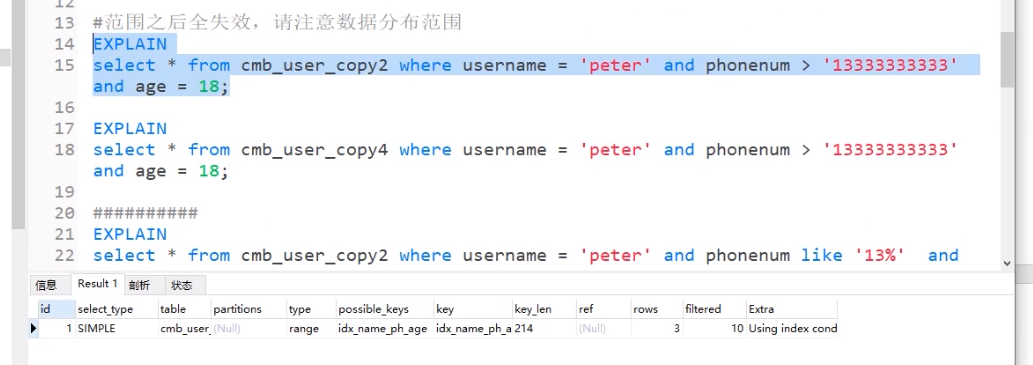 12
13 #范围之后全失效，请注意数据分布范围
14 EXPLAIN
15 select * from cmb_user_copy2 where username = 'peter' and phonenum > '13333333333'
and age = 18;
16
17 EXPLAIN
18 select * from cmb_user_copy4 where username = 'peter' and phonenum > '13333333333'
and age = 18;
19
20 ##########
21 EXPLAIN
22 select * from cmb_user_copy2 where username = 'peter' and phonenum like '13%' and
信息 Result 1 剖析 状态
id select_type table partitions type possible_keys key key_len ref rows filtered Extra
1 SIMPLE cmb_user_ (Null) range idx_name_ph_age idx_name_ph_a 214 (Null) 3 10 Using index cond